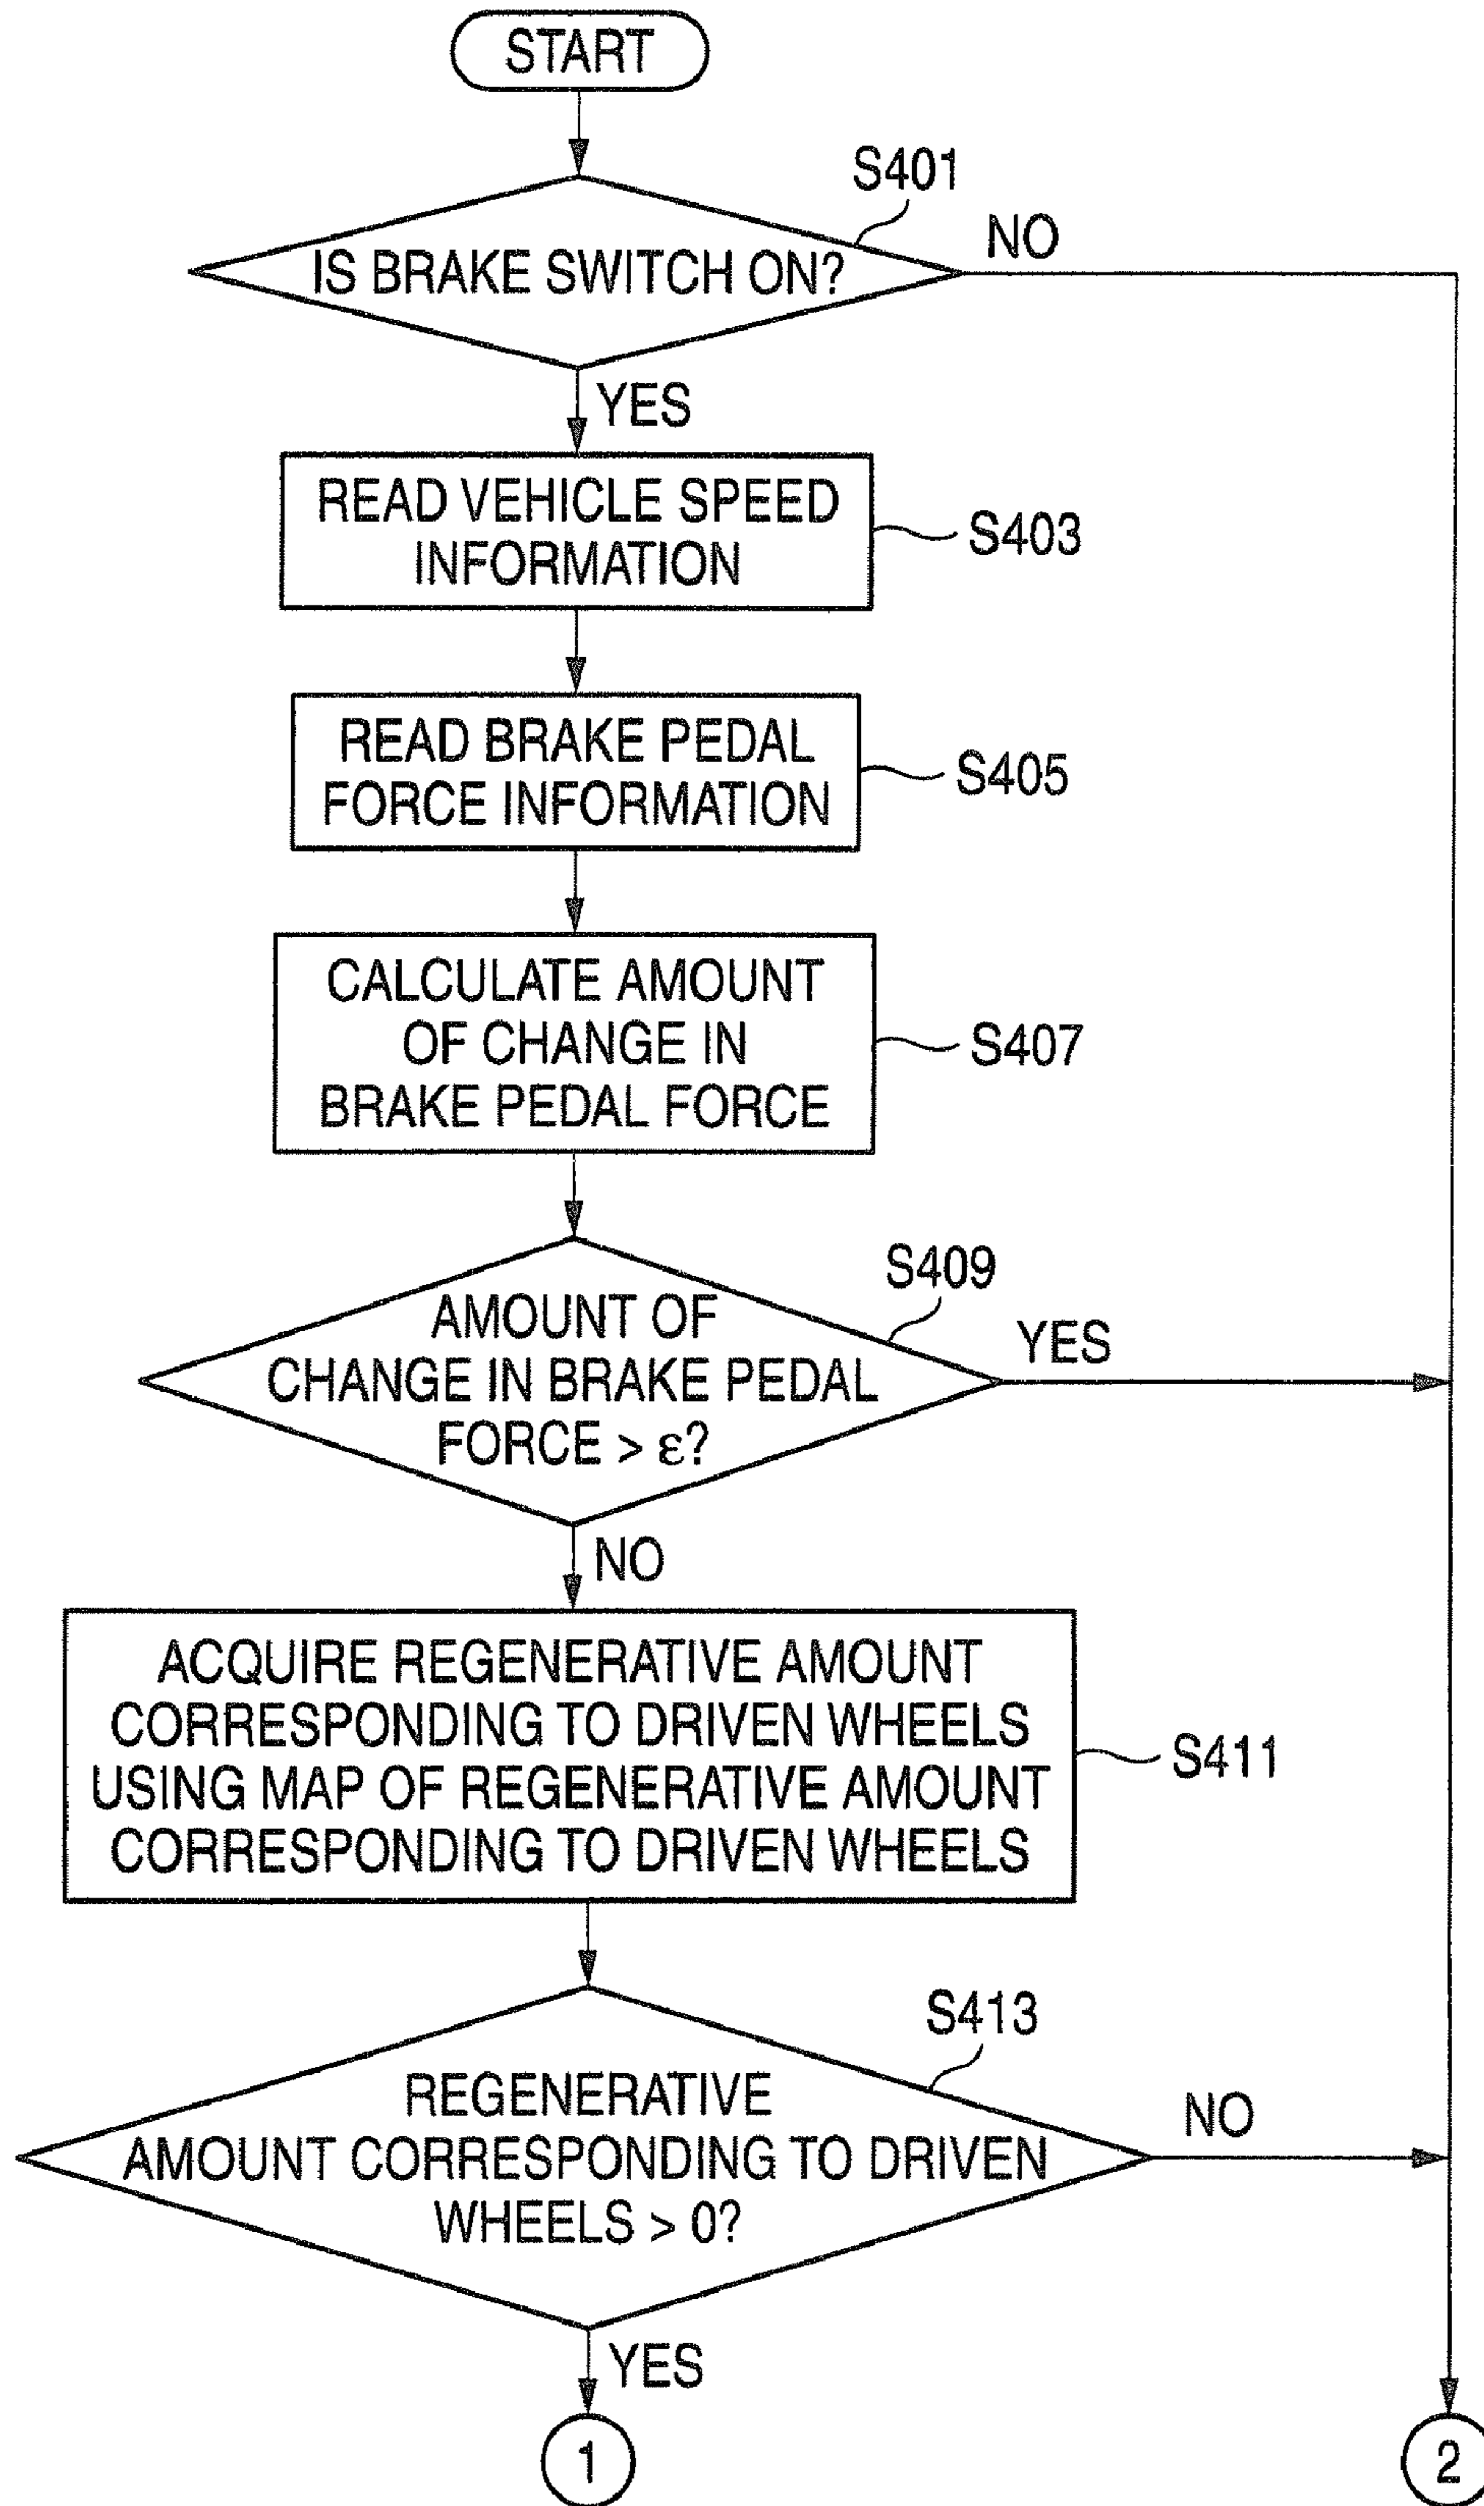 START
S401
IS BRAKE SWITCH ON?
NO
YES
READ VEHICLE SPEED
INFORMATION
S403
READ BRAKE PEDAL
FORCE INFORMATION
S405
CALCULATE AMOUNT
OF CHANGE IN
BRAKE PEDAL FORCE
S407
S409
AMOUNT OF
CHANGE IN BRAKE PEDAL
FORCE > ε?
YES
NO
ACQUIRE REGENERATIVE AMOUNT
CORRESPONDING TO DRIVEN WHEELS
USING MAP OF REGENERATIVE AMOUNT
CORRESPONDING TO DRIVEN WHEELS
S411
S413
REGENERATIVE
AMOUNT CORRESPONDING TO DRIVEN
WHEELS > 0?
NO
YES
1
2